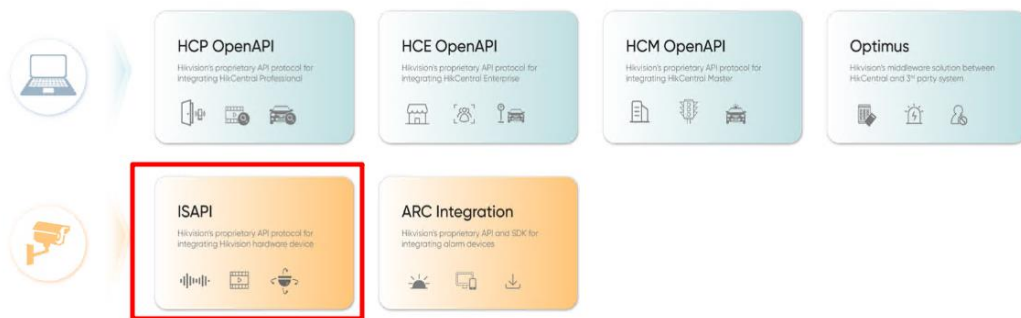 HCP OpenAPI
Hikvision's proprietary API protocol for
integrating HikCentral Professional
HCE OpenAPI
Hikvision's proprietary API protocol for
integrating HikCentral Enterprise
HCM OpenAPI
Hikvision's proprietary API protocol for
integrating HikCentral Master
Optimus
Hikvision's middleware solution between
HikCentral and 3rd party system
ISAPI
Hikvision's proprietary API protocol for
integrating Hikvision hardware device
ARC Integration
Hikvision's proprietary API and SDK for
integrating alarm devices